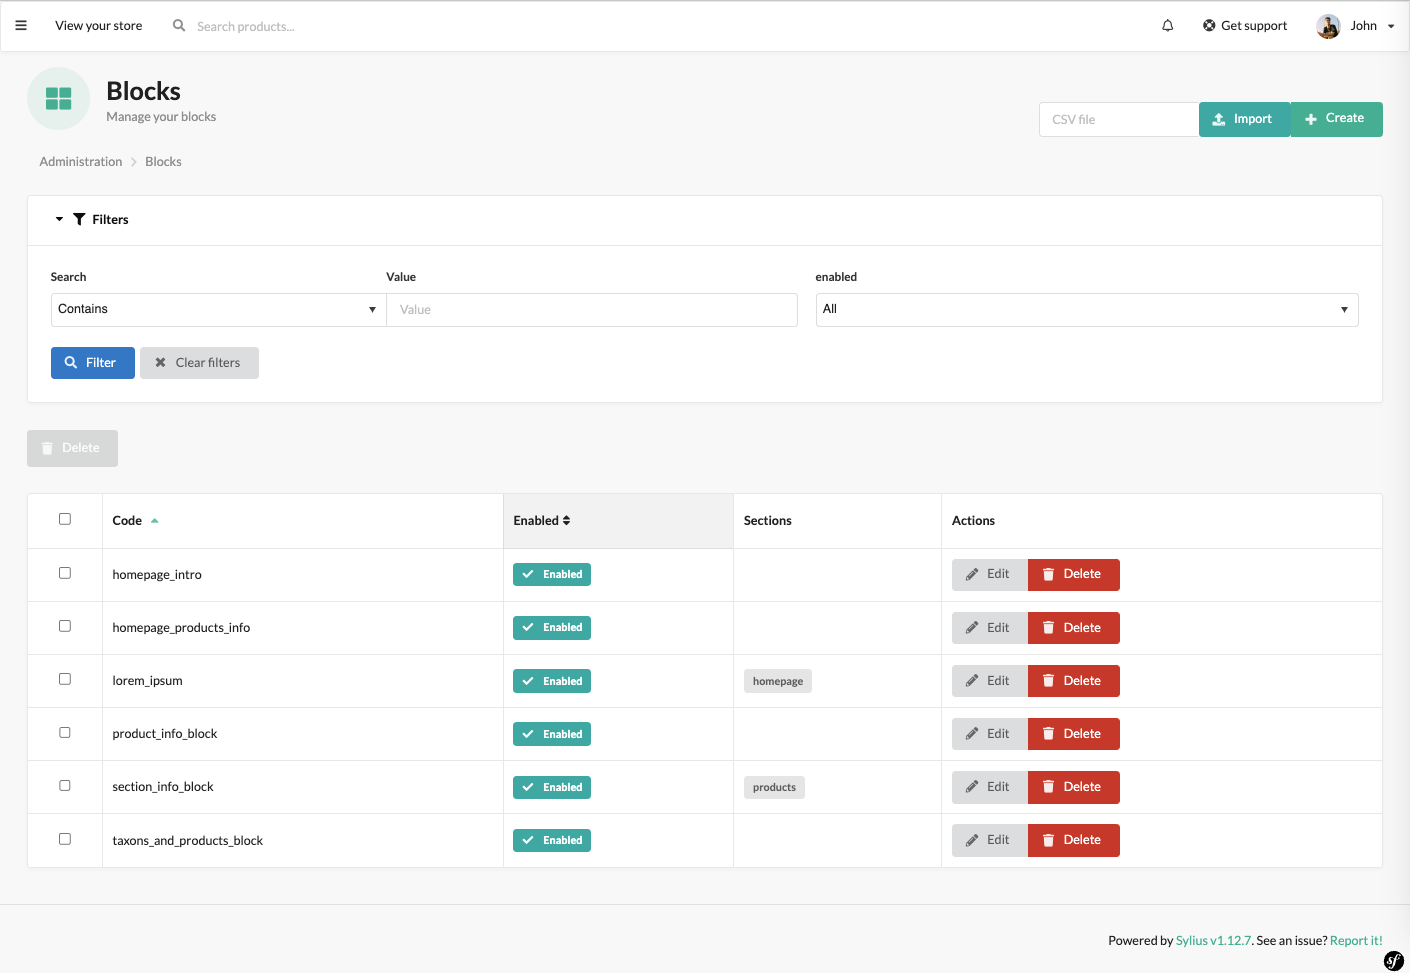 View your store
Search products...
Get support
John
Blocks
Manage your blocks
CSV file
Import
Create
Administration
Blocks
Filters
Search
Value
enabled
Contains
Value
All
Filter
Clear filters
Delete
Code
Enabled
Sections
Actions
homepage_intro
Enabled
Edit
Delete
homepage_products_info
Enabled
Edit
Delete
lorem_ipsum
Enabled
homepage
Edit
Delete
product_info_block
Enabled
Edit
Delete
section_info_block
Enabled
products
Edit
Delete
taxons_and_products_block
Enabled
Edit
Delete
Powered by Sylius v1.12.7. See an issue? Report it!
sf